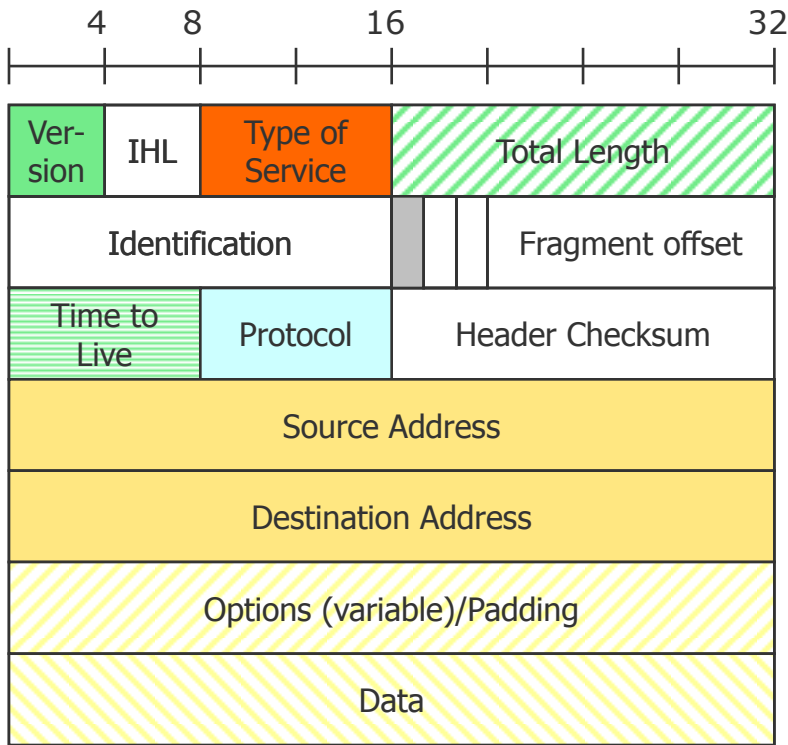 4 8 16 32
Ver-
sion
IHL
Type of
Service
Total Length
Identification
Fragment offset
Time to
Live
Protocol
Header Checksum
Source Address
Destination Address
Options (variable)/Padding
Data